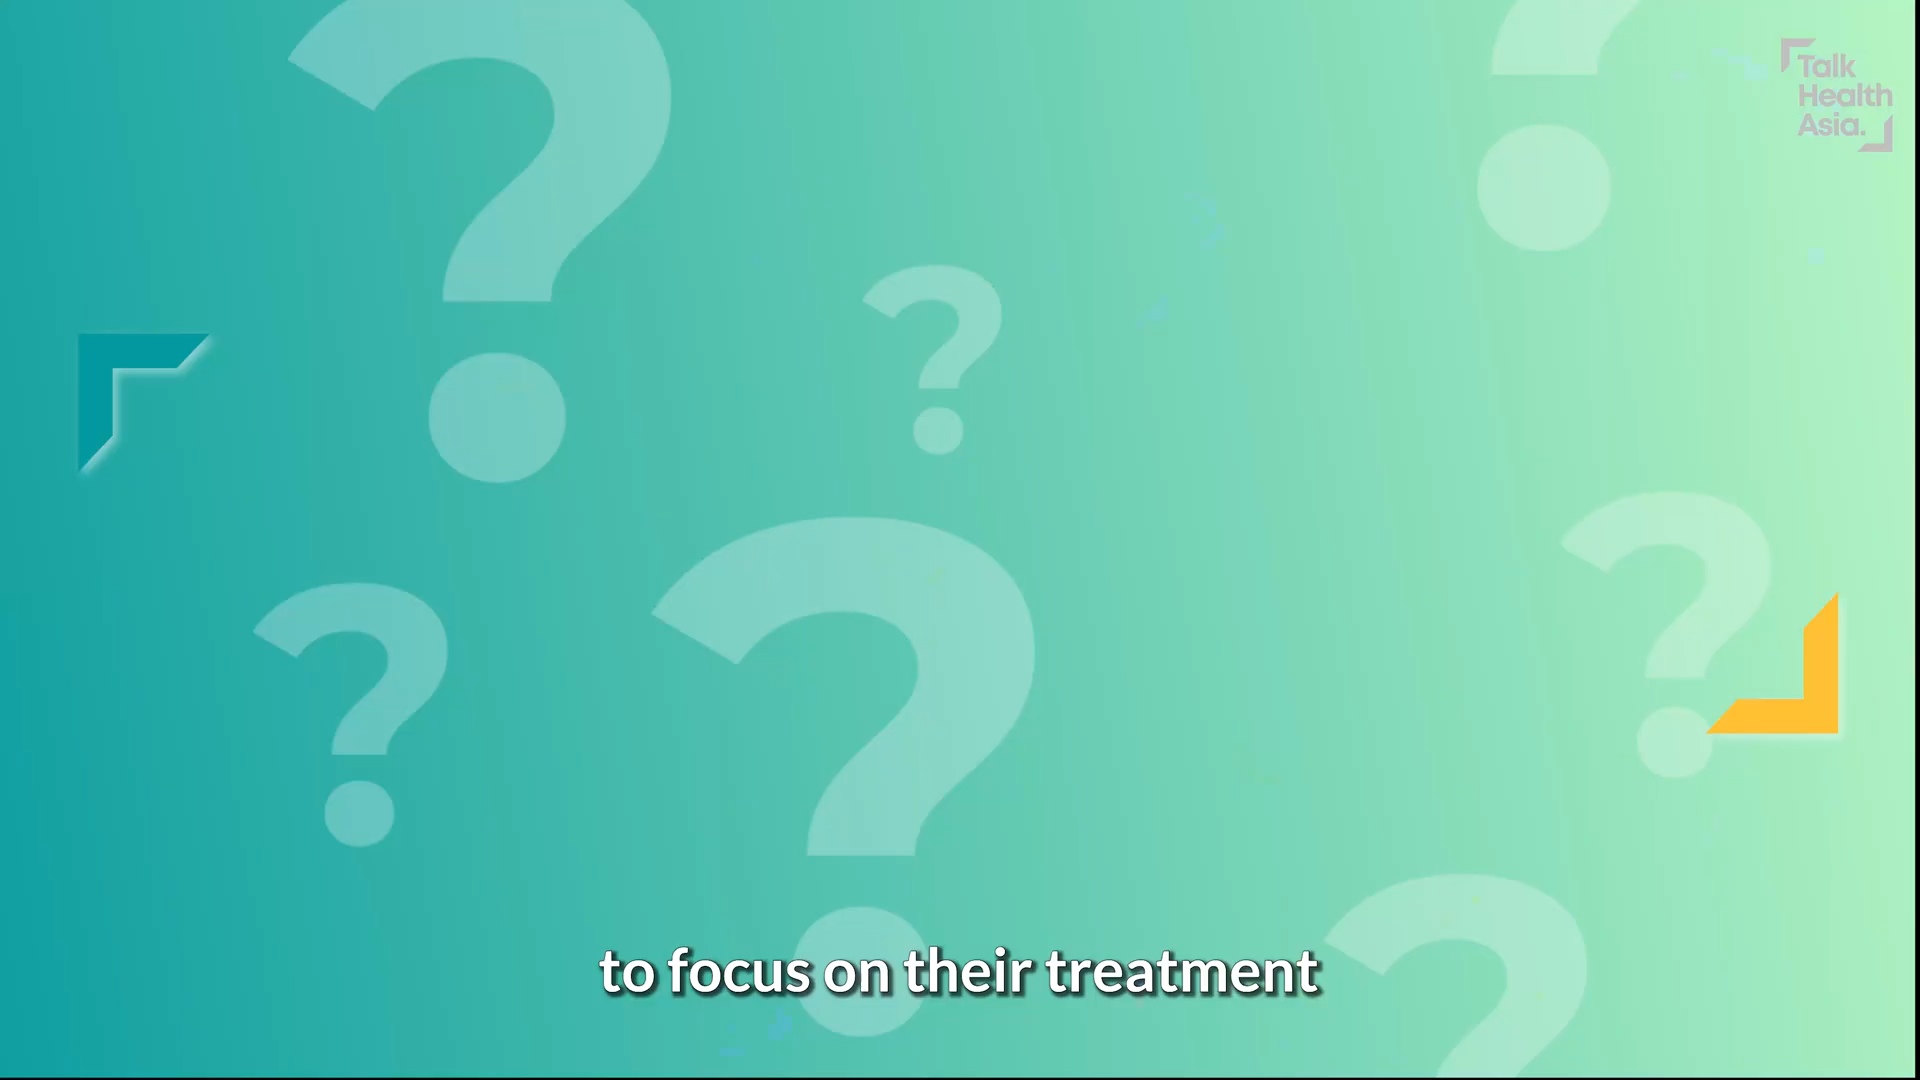 Talk
Health
Asia.
?
?
?
?
?
?
?
to focus on their treatment